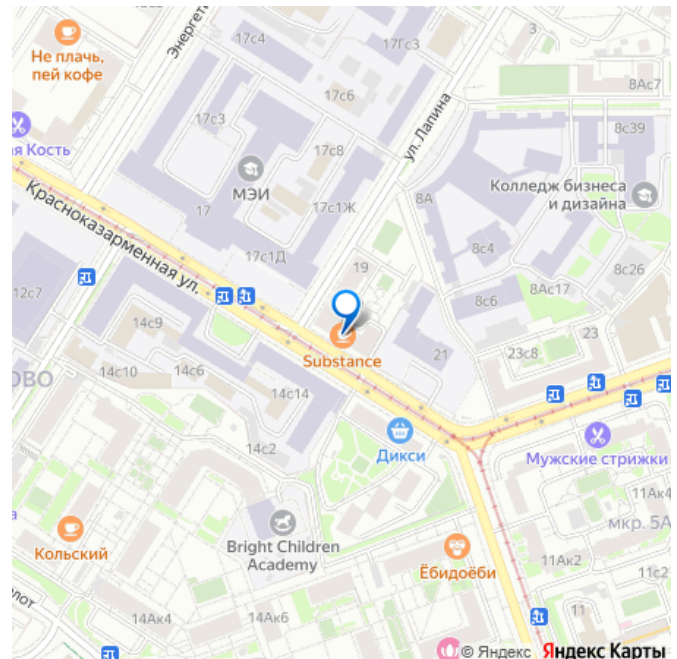 Не плачь,
пей кофе
17с4
Энергети
17Гс3
3
8Ас7
17с6
ул. Лапина
8с39
17с3
ая Кость
17с8
МЭИ
Колледж бизнеса
и дизайна
8А
17
17с1Ж
Красноказарменная ул.
17с1Д
8с4
19
8с26
12с7
8Ас17
8с6
14с9
Substance
21
23
23с8
ОВО
14с10
14с6
14с14
Дикси
Мужские стрижки
14с2
11Ак4
мкр. 5А
Кольский
Bright Children
Academy
Ёбидоёби
11Ак2
11с2
лот
14Ак4
14Ак6
11
© Яндекс Яндекс Карты